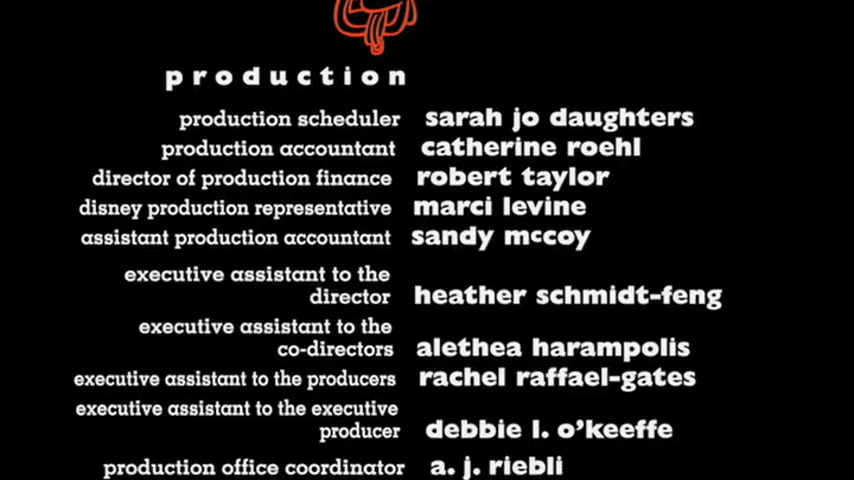 production
production scheduler sarah jo daughters
production accountant catherine roehl
director of production finance robert taylor
disney production representative marci levine
assistant production accountant sandy mccoy
executive assistant to the
director heather schmidt-feng
executive assistant to the
co-directors alethea harampolis
executive assistant to the producers rachel raffael-gates
executive assistant to the executive
producer debbie l. o’keeffe
production office coordinator a. j. riebli